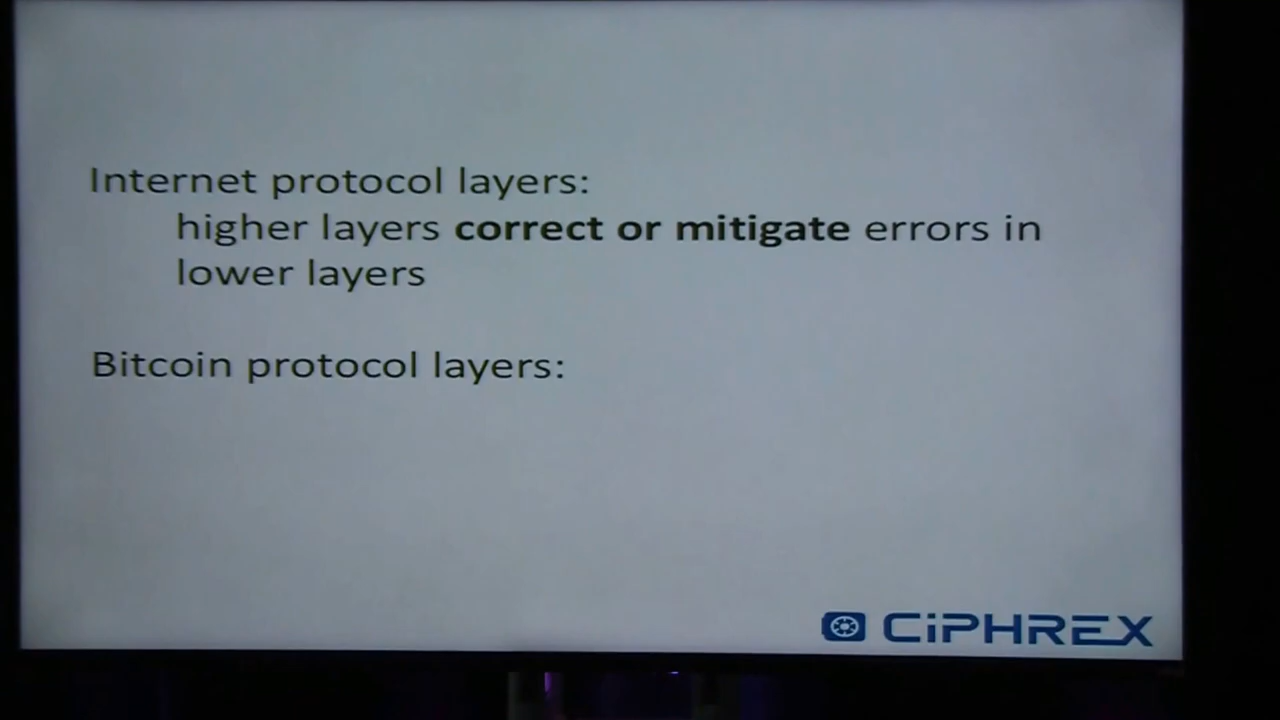 Internet protocol layers:
higher layers correct or mitigate errors in
lower layers
Bitcoin protocol layers:
CiPHREX